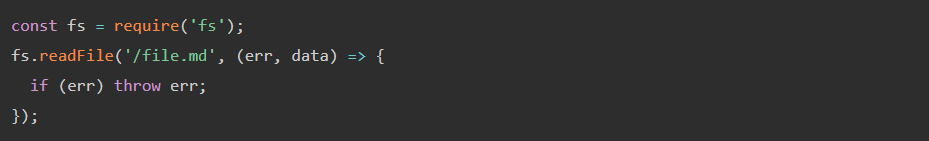 const fs = require('fs');
fs.readFile('/file.md', (err, data) => {
  if (err) throw err;
});